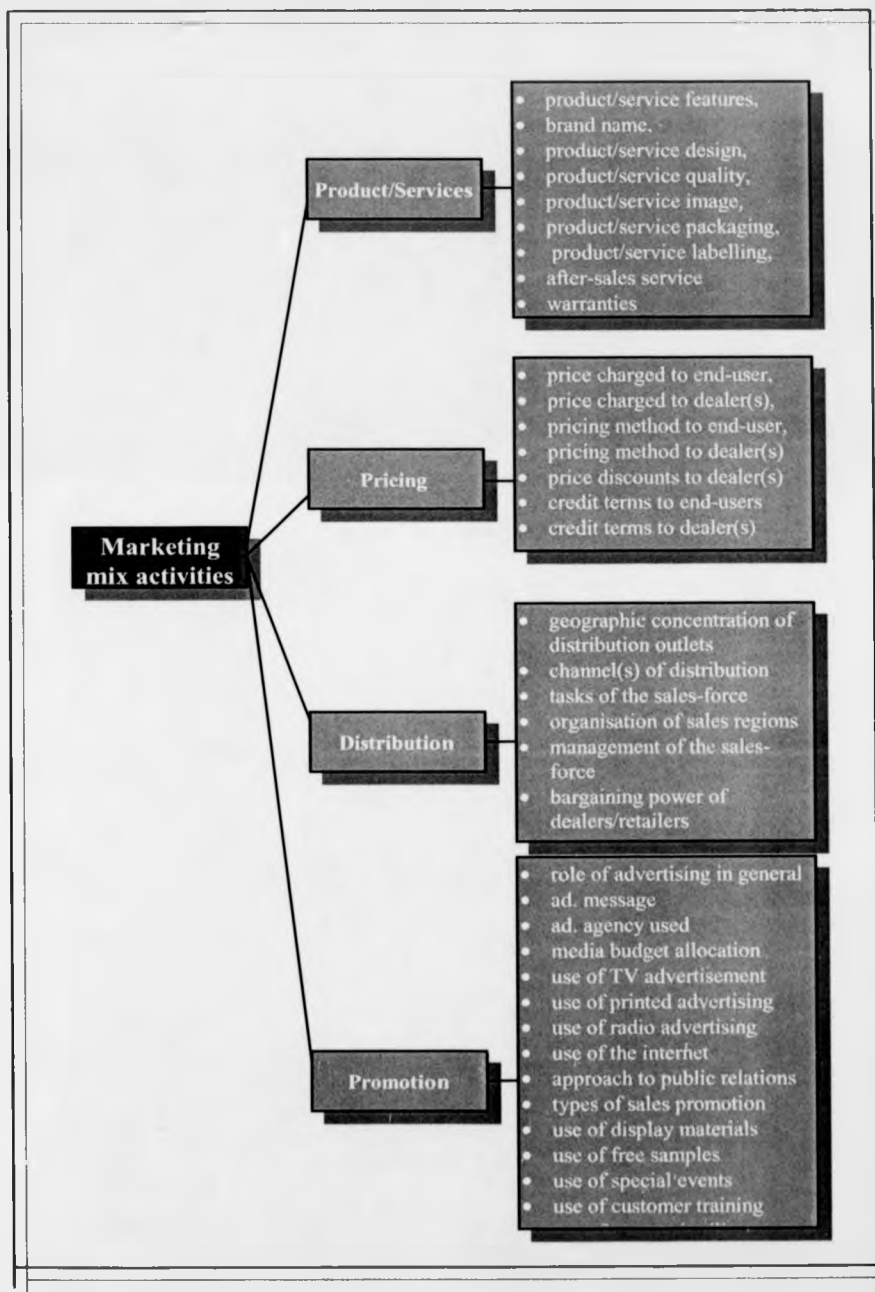 Marketing
mix activities
Product/Services
• product/service features,
• brand name.
• product/service design,
• product/service quality,
• product/service image,
• product/service packaging,
• product/service labelling,
• after-sales service
• warranties
Pricing
• price charged to end-user,
• price charged to dealer(s),
• pricing method to end-user,
• pricing method to dealer(s)
• price discounts to dealer(s)
• credit terms to end-users
• credit terms to dealer(s)
Distribution
• geographic concentration of
distribution outlets
• channel(s) of distribution
• tasks of the sales-force
• organisation of sales regions
• management of the sales-
force
• bargaining power of
dealers/retailers
Promotion
• role of advertising in general
• ad. message
• ad. agency used
• media budget allocation
• use of TV advertisement
• use of printed advertising
• use of radio advertising
• use of the internet
• approach to public relations
• types of sales promotion
• use of display materials
• use of free samples
• use of special events
• use of customer training